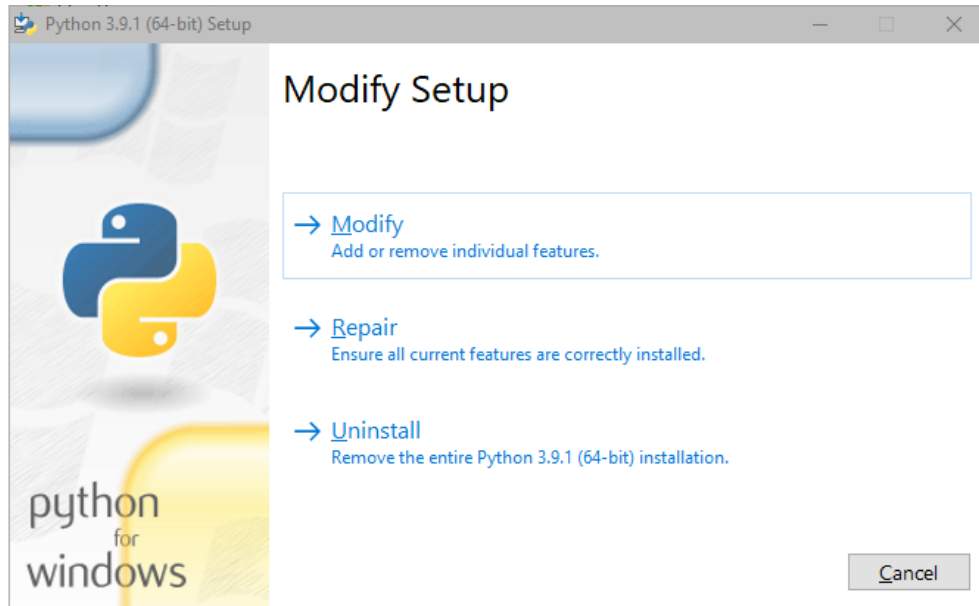 Python 3.9.1 (64-bit) Setup
Modify Setup
Modify
Add or remove individual features.
Repair
Ensure all current features are correctly installed.
Uninstall
Remove the entire Python 3.9.1 (64-bit) installation.
python
for
windows
Cancel